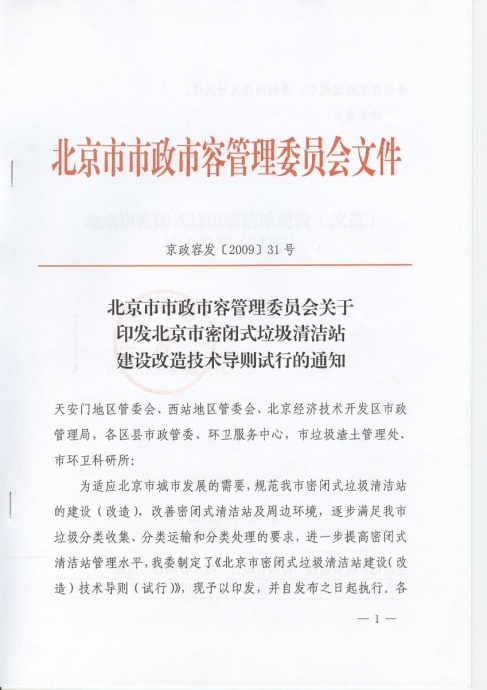 北京市市政市容管理委员会文件
京政容发〔2009〕31号
北京市市政市容管理委员会关于
印发北京市密闭式垃圾清洁站
建设改造技术导则试行的通知
天安门地区管委会、西站地区管委会、北京经济技术开发区市政
管理局，各区县市政管委、环卫服务中心，市垃圾渣土管理处、
市环卫科研所：
为适应北京市城市发展的需要，规范我市密闭式垃圾清洁站
的建设（改造），改善密闭式清洁站及周边环境，逐步满足我市
垃圾分类收集、分类运输和分类处理的要求，进一步提高密闭式
清洁站管理水平，我委制定了《北京市密闭式垃圾清洁站建设（改
造）技术导则（试行）》，现予以印发，并自发布之日起执行。各
— 1 —